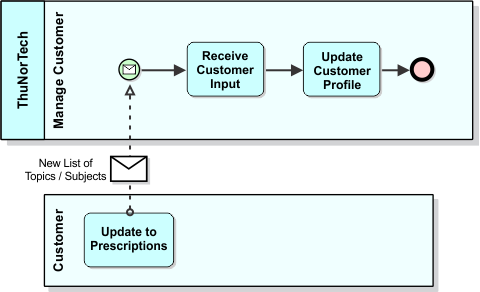 ThuNorTech
Manage Customer
Receive
Customer
Input
Update
Customer
Profile
New List of
Topics / Subjects
Customer
Update to
Prescriptions